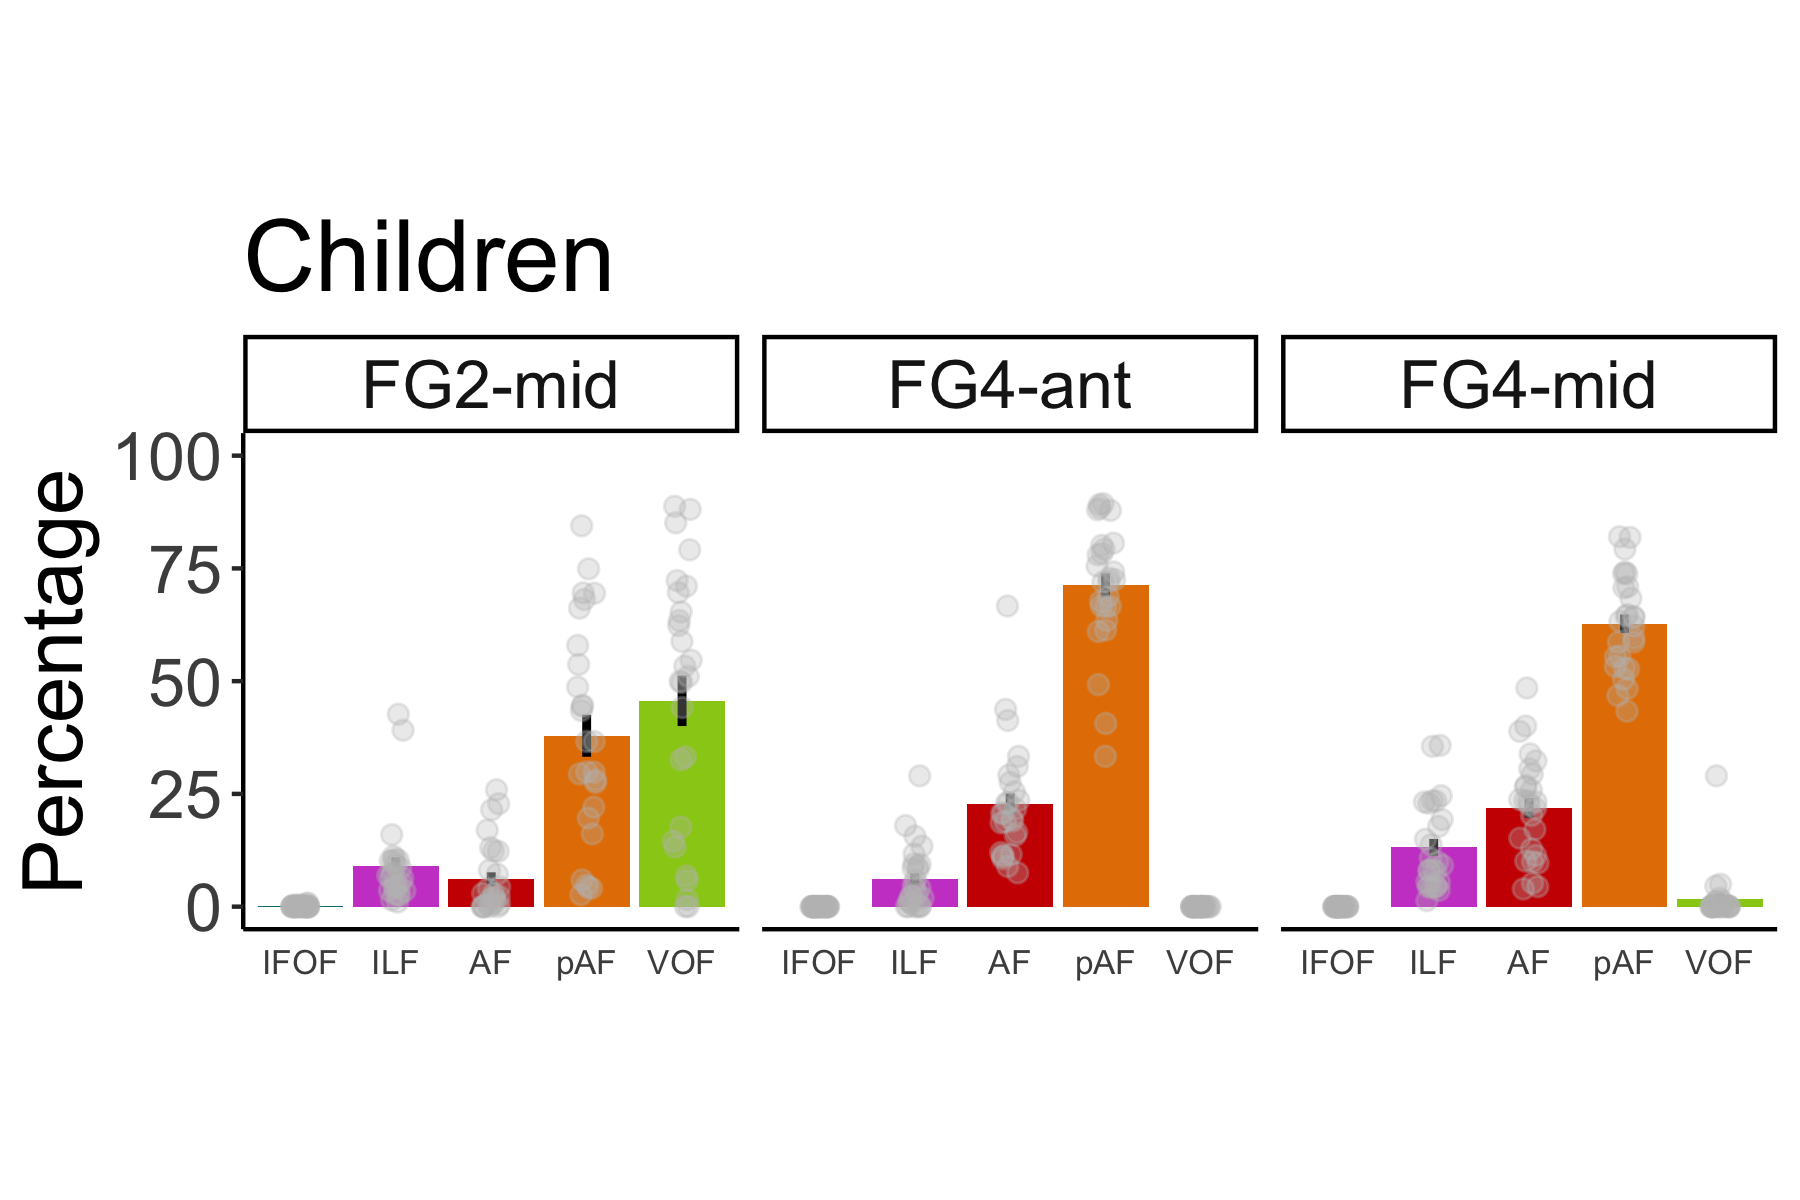 Children
FG2-mid FG4-ant FG4-mid
Percentage
100
75
50
25
0
IFOF ILF AF pAF VOF IFOF ILF AF pAF VOF IFOF ILF AF pAF VOF